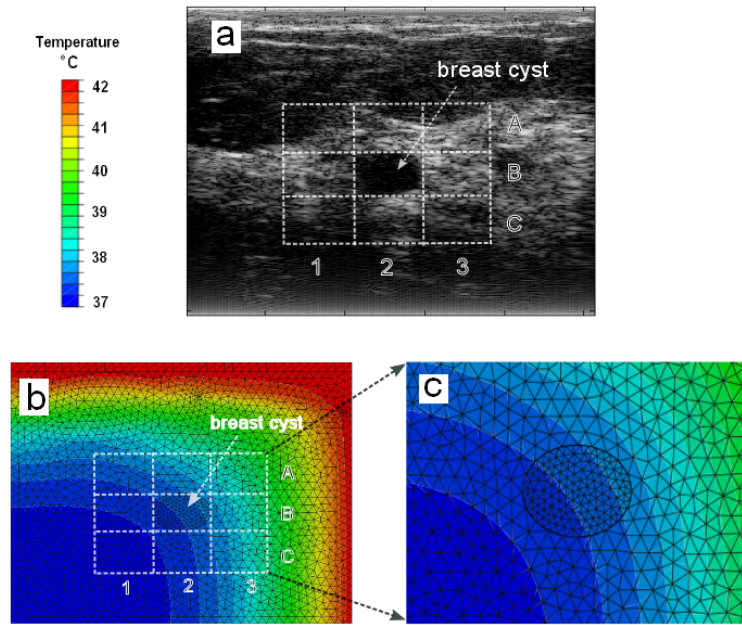 Temperature
°C
42
41
40
39
38
37
a
breast cyst
A
B
C
1 2 3
b
breast cyst
A
B
C
1 2 3
c